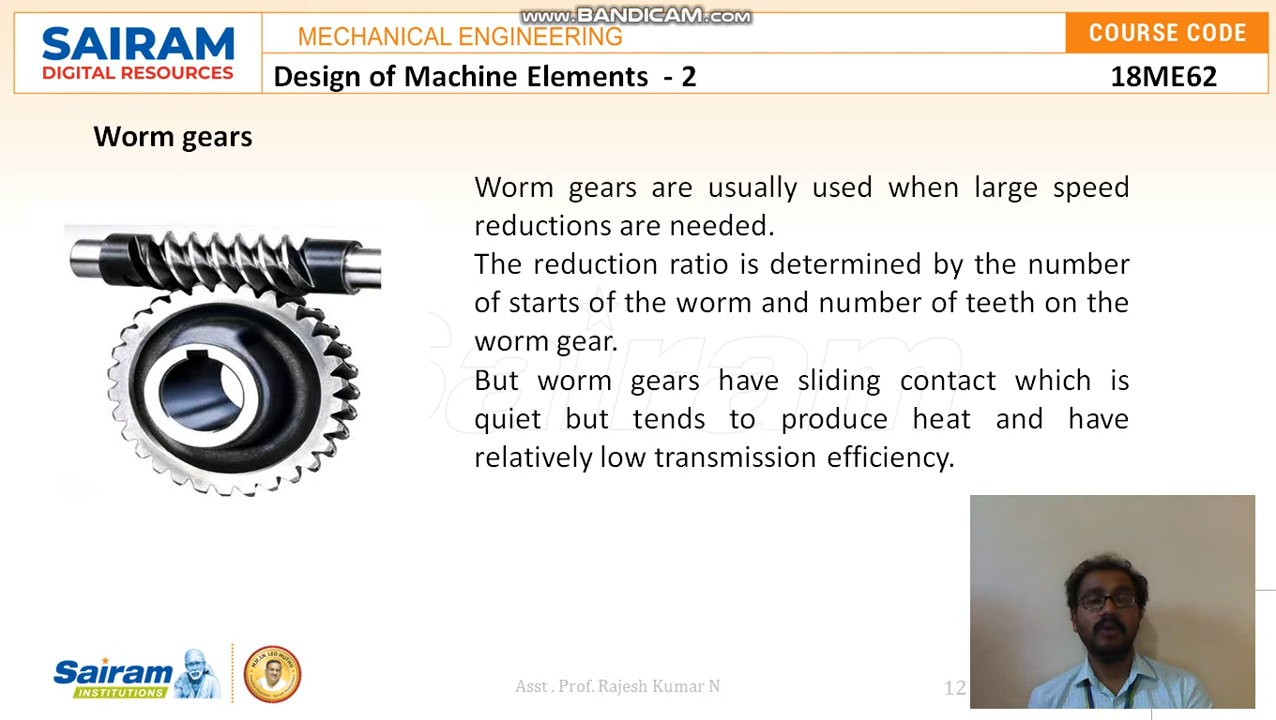 www.BANDICAM.com
SAIRAM
DIGITAL RESOURCES
MECHANICAL ENGINEERING
COURSE CODE
Design of Machine Elements - 2
18ME62
Worm gears
Worm gears are usually used when large speed
reductions are needed.
The reduction ratio is determined by the number
of starts of the worm and number of teeth on the
worm gear.
But worm gears have sliding contact which is
quiet but tends to produce heat and have
relatively low transmission efficiency.
Sairam
Sairam
INSTITUTIONS
Asst . Prof. Rajesh Kumar N
12